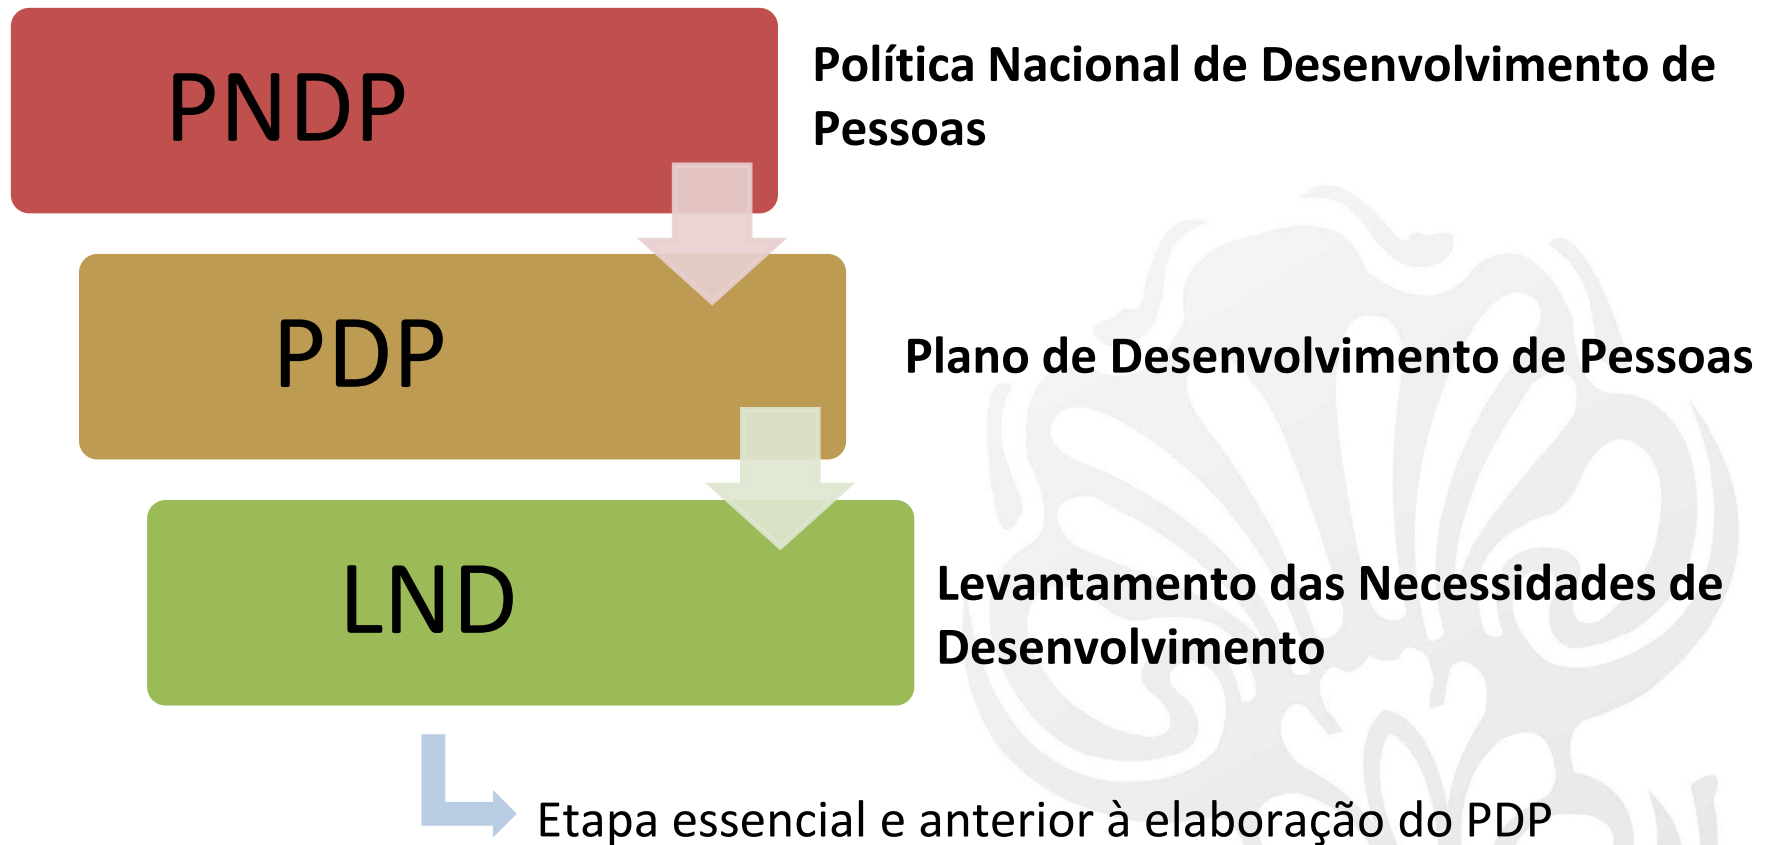 PNDP
Política Nacional de Desenvolvimento de
Pessoas
PDP
Plano de Desenvolvimento de Pessoas
LND
Levantamento das Necessidades de
Desenvolvimento
Etapa essencial e anterior à elaboração do PDP